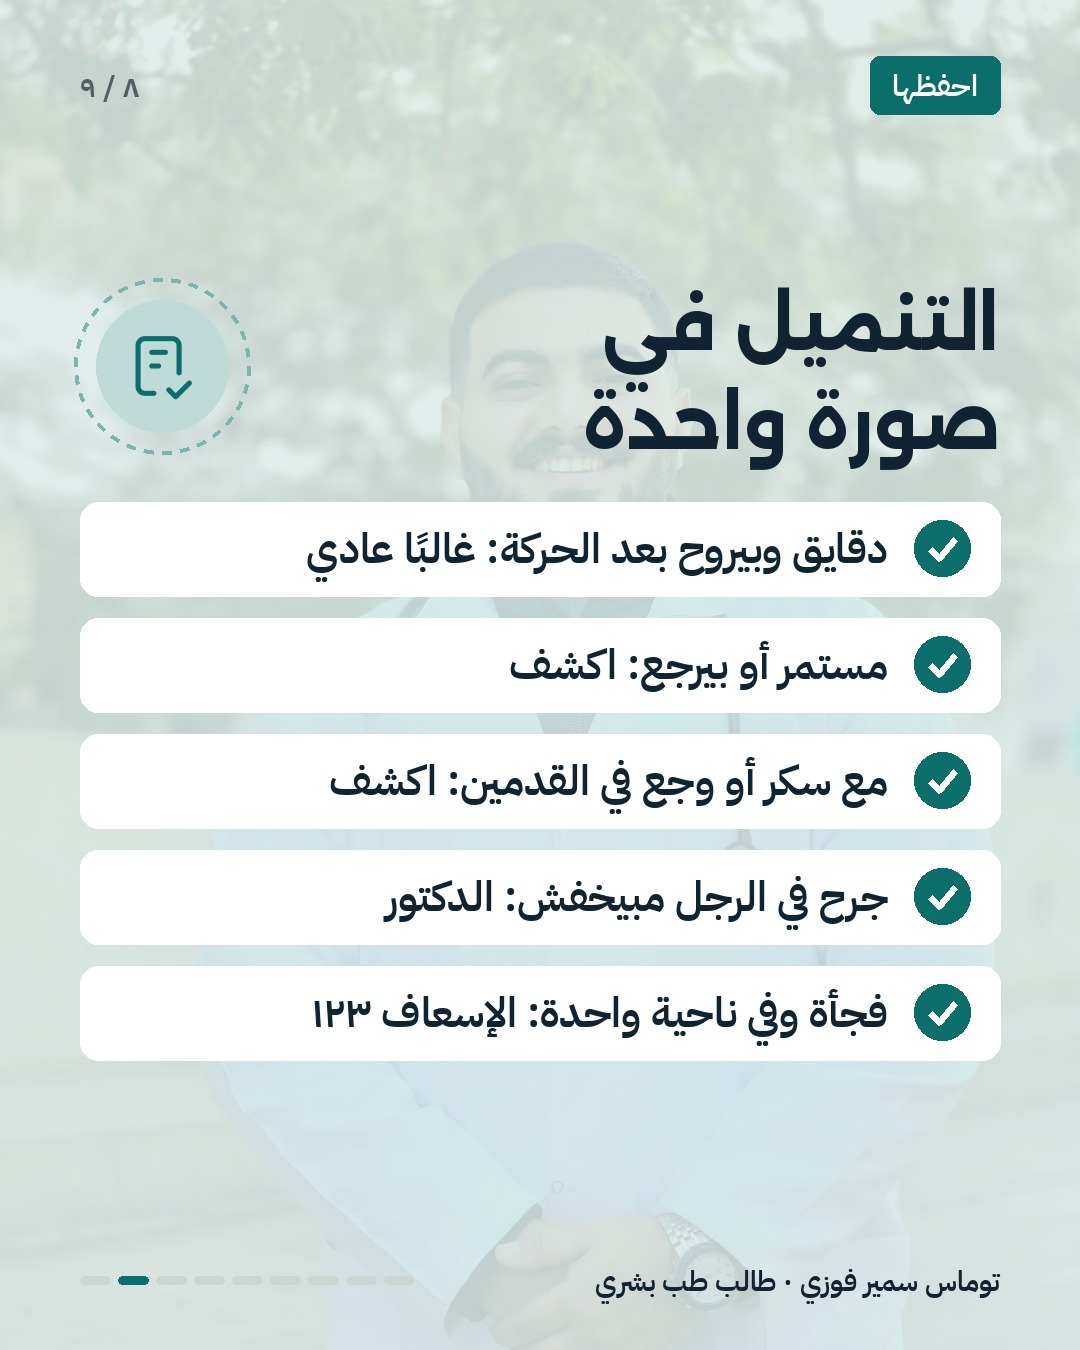 احفظها
٨ / ٩
التنميل في
صورة واحدة
دقايق وبيروح بعد الحركة: غالبًا عادي
مستمر أو بيرجع: اكشف
مع سكر أو وجع في القدمين: اكشف
جرح في الرجل مبيخفش: الدكتور
فجأة وفي ناحية واحدة: الإسعاف ١٢٣
توماس سمير فوزي · طالب طب بشري